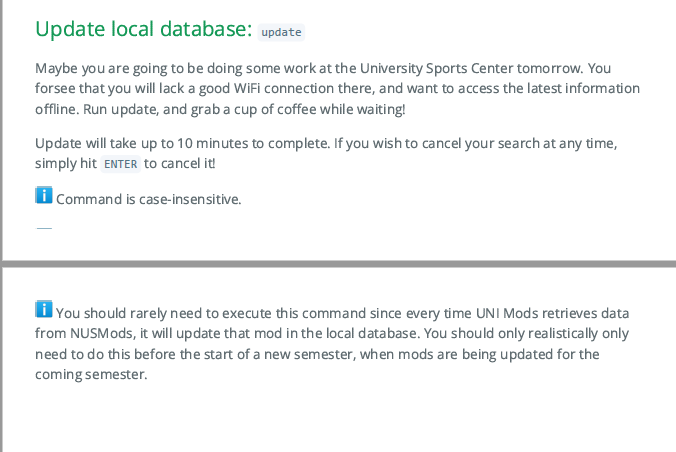 Update local database: update
Maybe you are going to be doing some work at the University Sports Center tomorrow. You
forsee that you will lack a good WiFi connection there, and want to access the latest information
offline. Run update, and grab a cup of coffee while waiting!
Update will take up to 10 minutes to complete. If you wish to cancel your search at any time,
simply hit ENTER to cancel it!
ℹ️ Command is case-insensitive.
ℹ️ You should rarely need to execute this command since every time UNI Mods retrieves data
from NUSMods, it will update that mod in the local database. You should only realistically only
need to do this before the start of a new semester, when mods are being updated for the
coming semester.